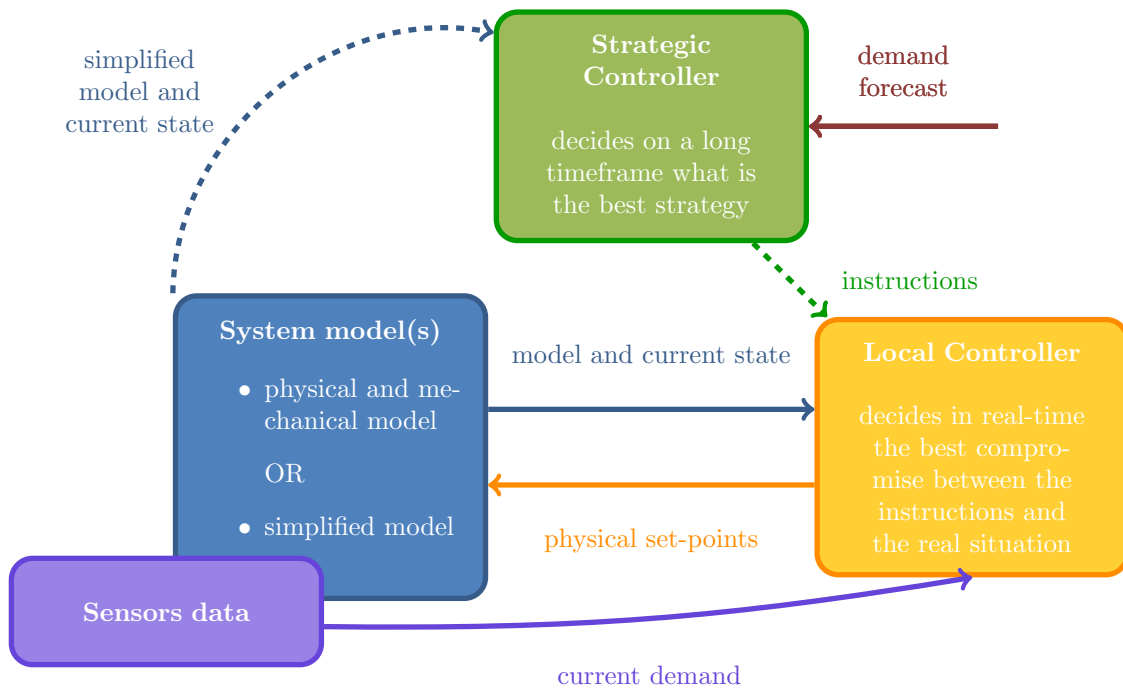 simplified
model and
current state
Strategic
Controller
decides on a long
timeframe what is
the best strategy
demand
forecast
instructions
System model(s)
• physical and me-
chanical model
OR
• simplified model
model and current state
physical set-points
Local Controller
decides in real-time
the best compro-
mise between the
instructions and
the real situation
Sensors data
current demand